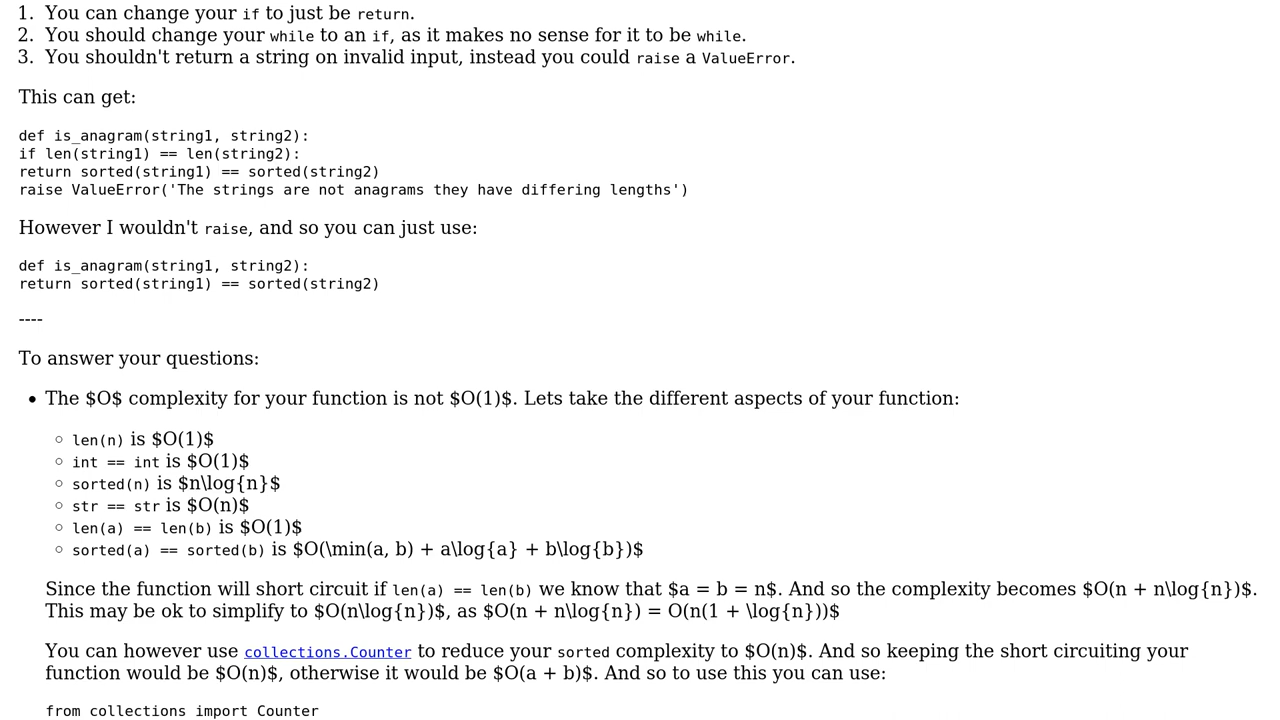 1. You can change your if to just be return.
2. You should change your while to an if, as it makes no sense for it to be while.
3. You shouldn't return a string on invalid input, instead you could raise a ValueError.
This can get:
def is_anagram(string1, string2):
if len(string1) == len(string2):
return sorted(string1) == sorted(string2)
raise ValueError('The strings are not anagrams they have differing lengths')
However I wouldn't raise, and so you can just use:
def is_anagram(string1, string2):
return sorted(string1) == sorted(string2)
----
To answer your questions:
• The $O$ complexity for your function is not $O(1)$. Lets take the different aspects of your function:
◦ len(n) is $O(1)$
◦ int == int is $O(1)$
◦ sorted(n) is $n\log{n}$
◦ str == str is $O(n)$
◦ len(a) == len(b) is $O(1)$
◦ sorted(a) == sorted(b) is $O(\min(a, b) + a\log{a} + b\log{b})$
Since the function will short circuit if len(a) == len(b) we know that $a = b = n$. And so the complexity becomes $O(n + n\log{n})$.
This may be ok to simplify to $O(n\log{n})$, as $O(n + n\log{n}) = O(n(1 + \log{n}))$
You can however use collections.Counter to reduce your sorted complexity to $O(n)$. And so keeping the short circuiting your
function would be $O(n)$, otherwise it would be $O(a + b)$. And so to use this you can use:
from collections import Counter